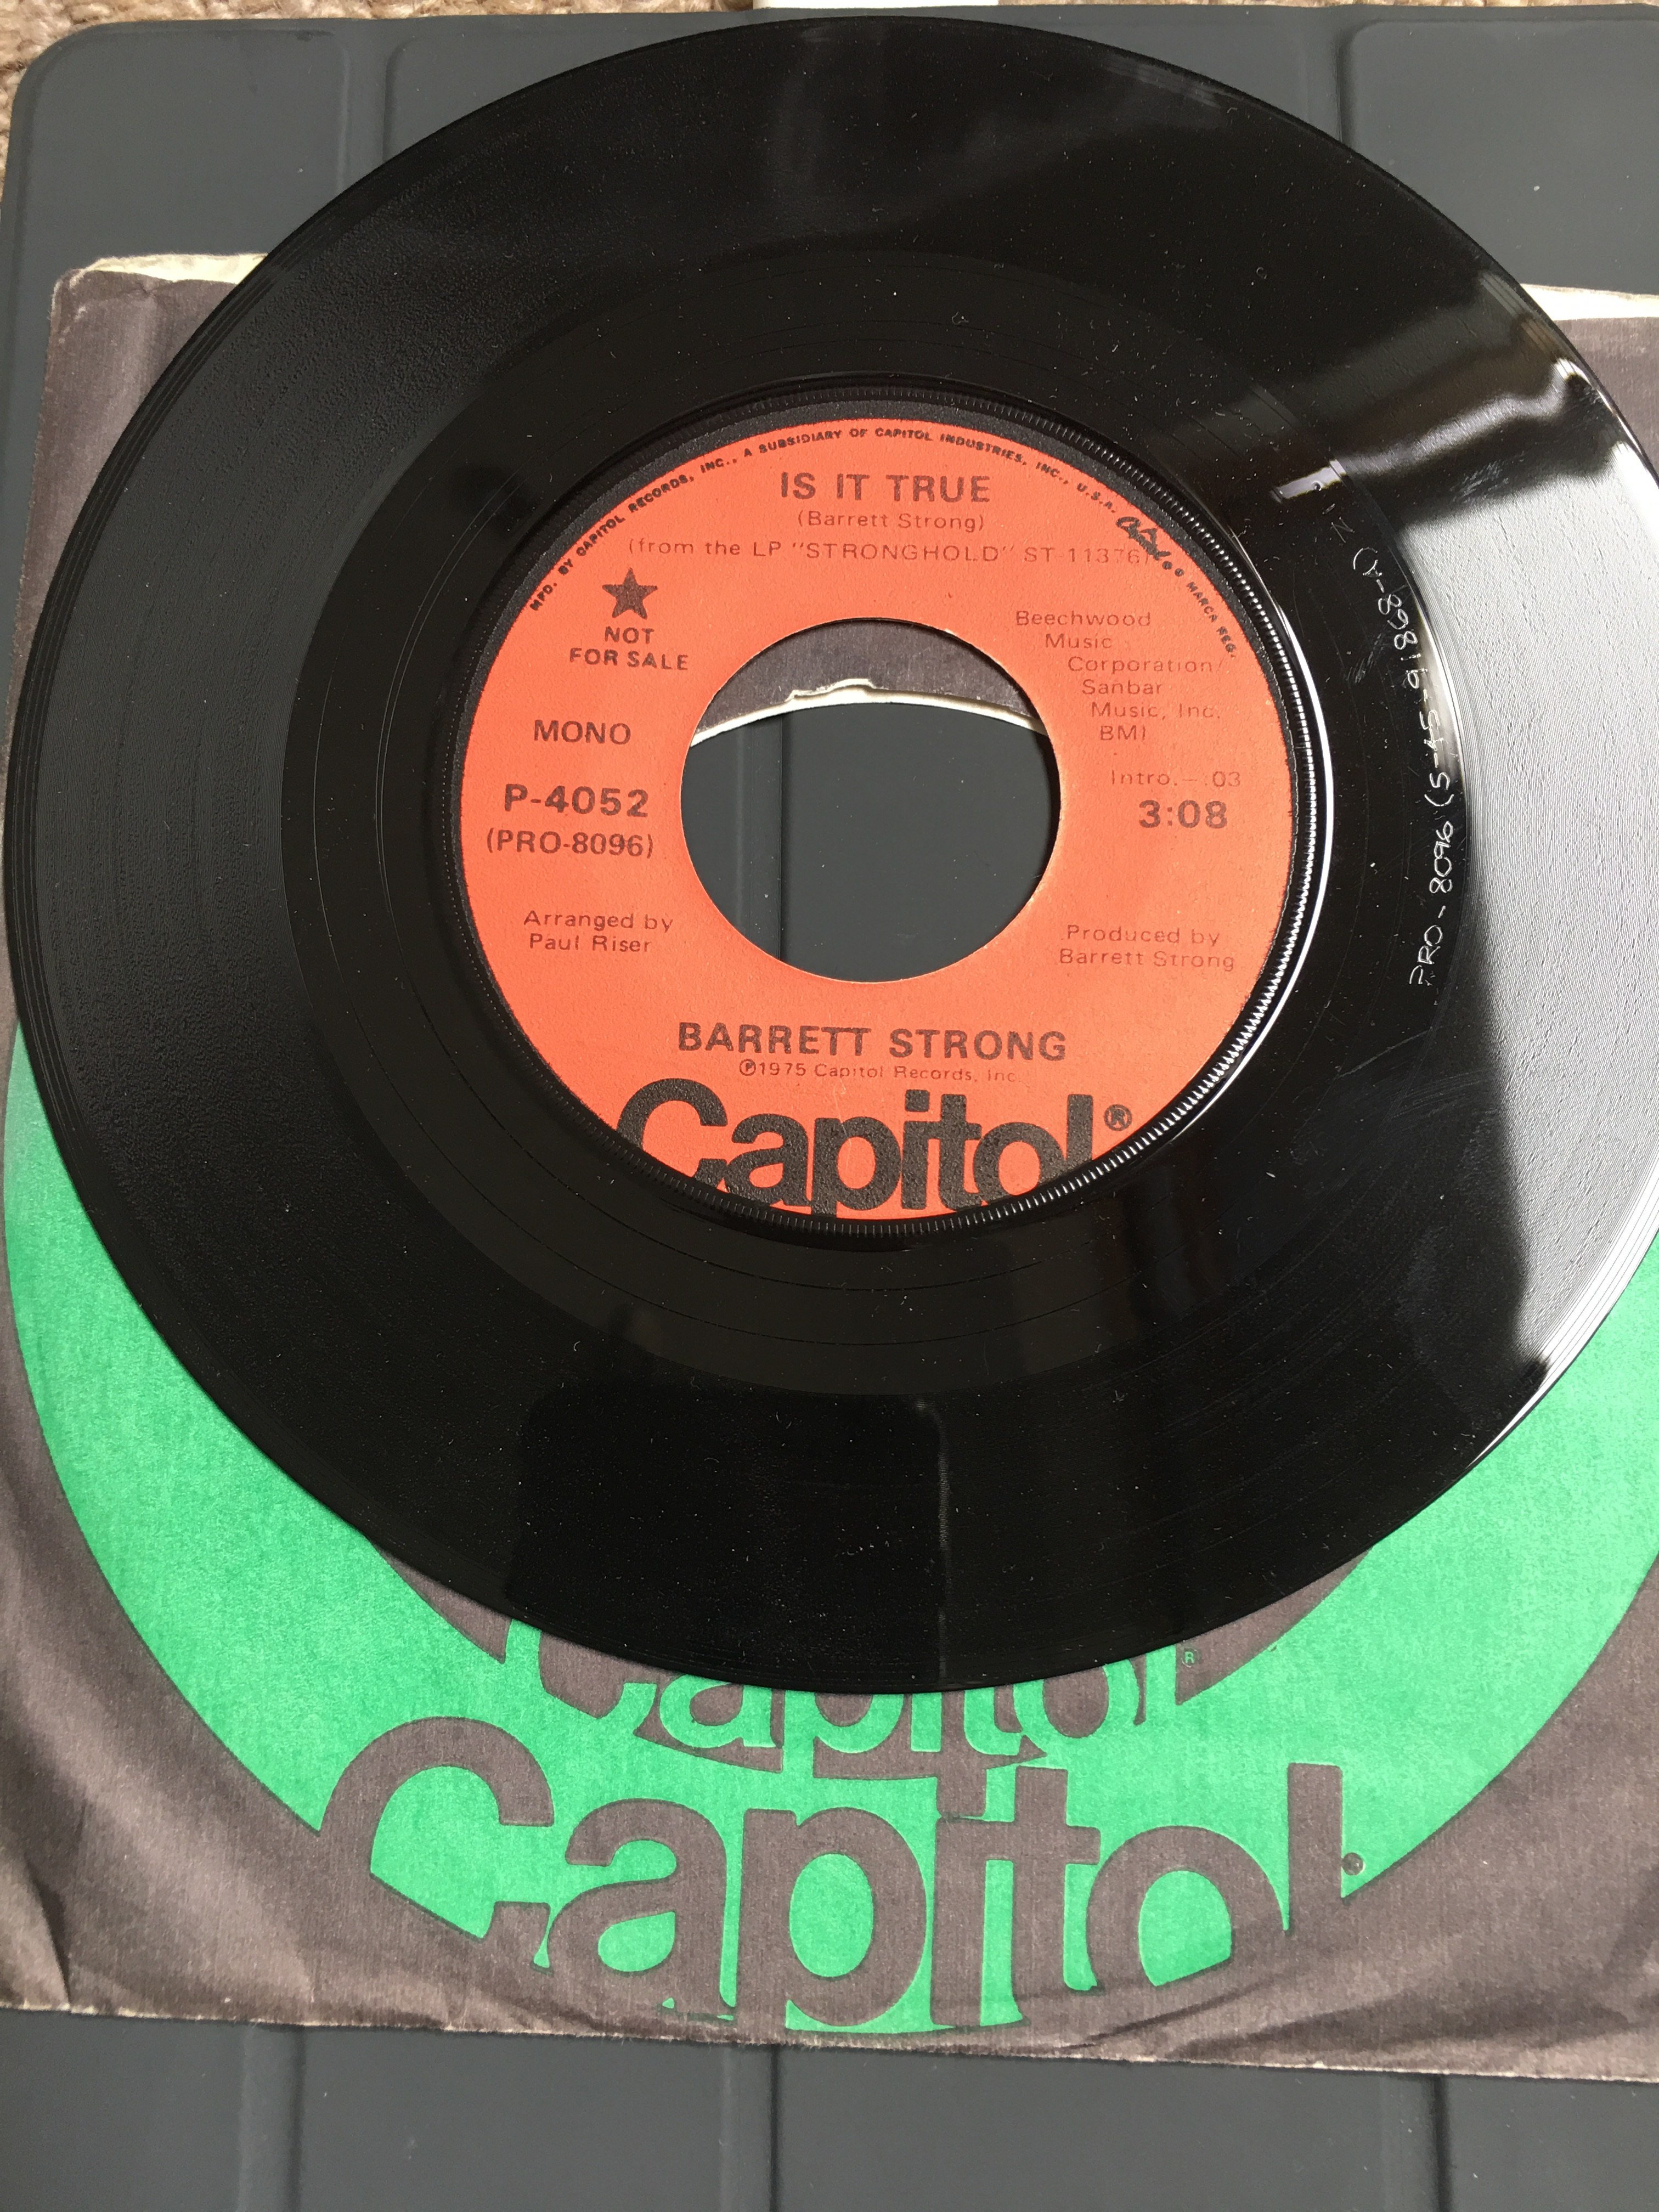 MFD. BY CAPITOL RECORDS, INC., A SUBSIDIARY OF CAPITOL INDUSTRIES, INC., U.S.A. Capitol ® MARCA REG.
IS IT TRUE
(Barrett Strong)
(from the LP "STRONGHOLD" ST-11376)
★
NOT
FOR SALE
MONO
P-4052
(PRO-8096)
Arranged by
Paul Riser
Beechwood
Music
Corporation/
Sanbar
Music, Inc.
BMI
Intro.–:03
3:08
Produced by
Barrett Strong
BARRETT STRONG
℗1975 Capitol Records, Inc.
Capitol®
PRO-8096
Capitol®
Capitol